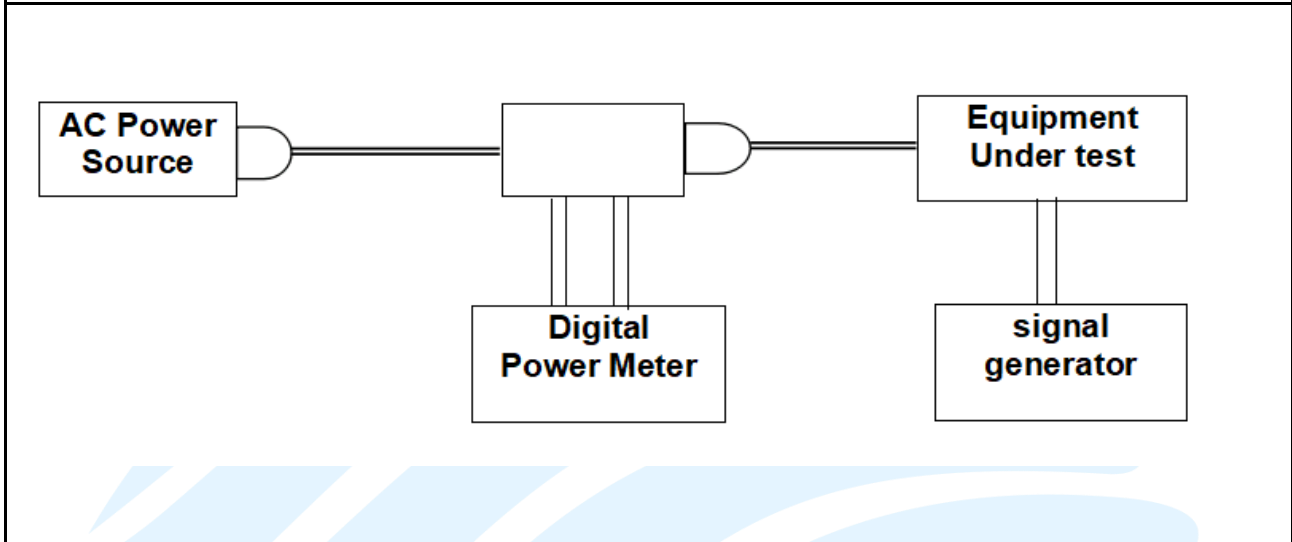 AC Power
Source
Equipment
Under test
Digital
Power Meter
signal
generator